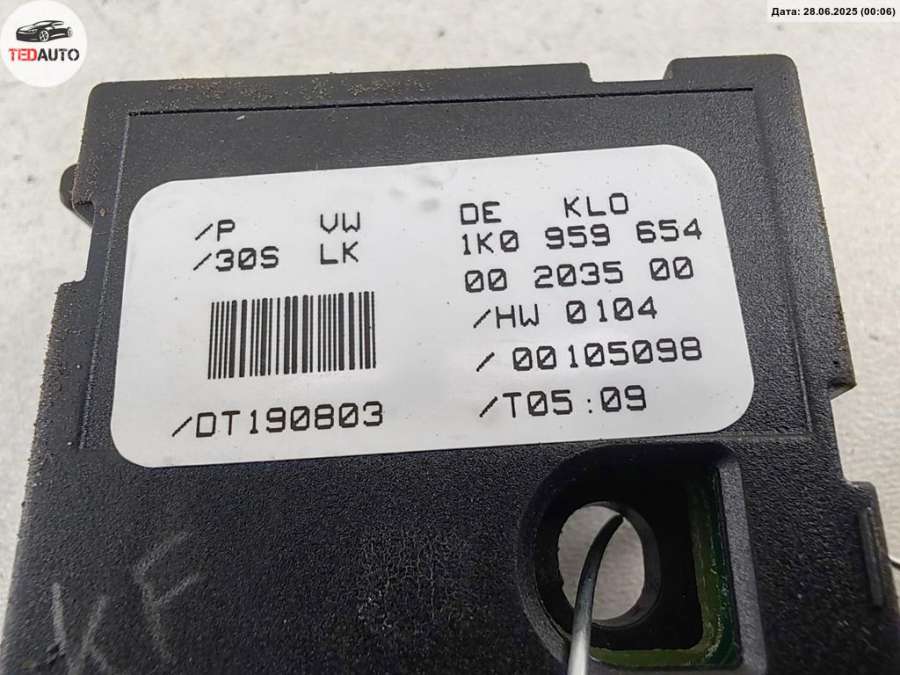 Дата: 28.06.2025 (00:06)
TEDAUTO
/P VW
/30S LK
/DT190803
DE KLO
1K0 959 654
00 2035 00
/HW 0104
/ 00105098
/T05:09
KF